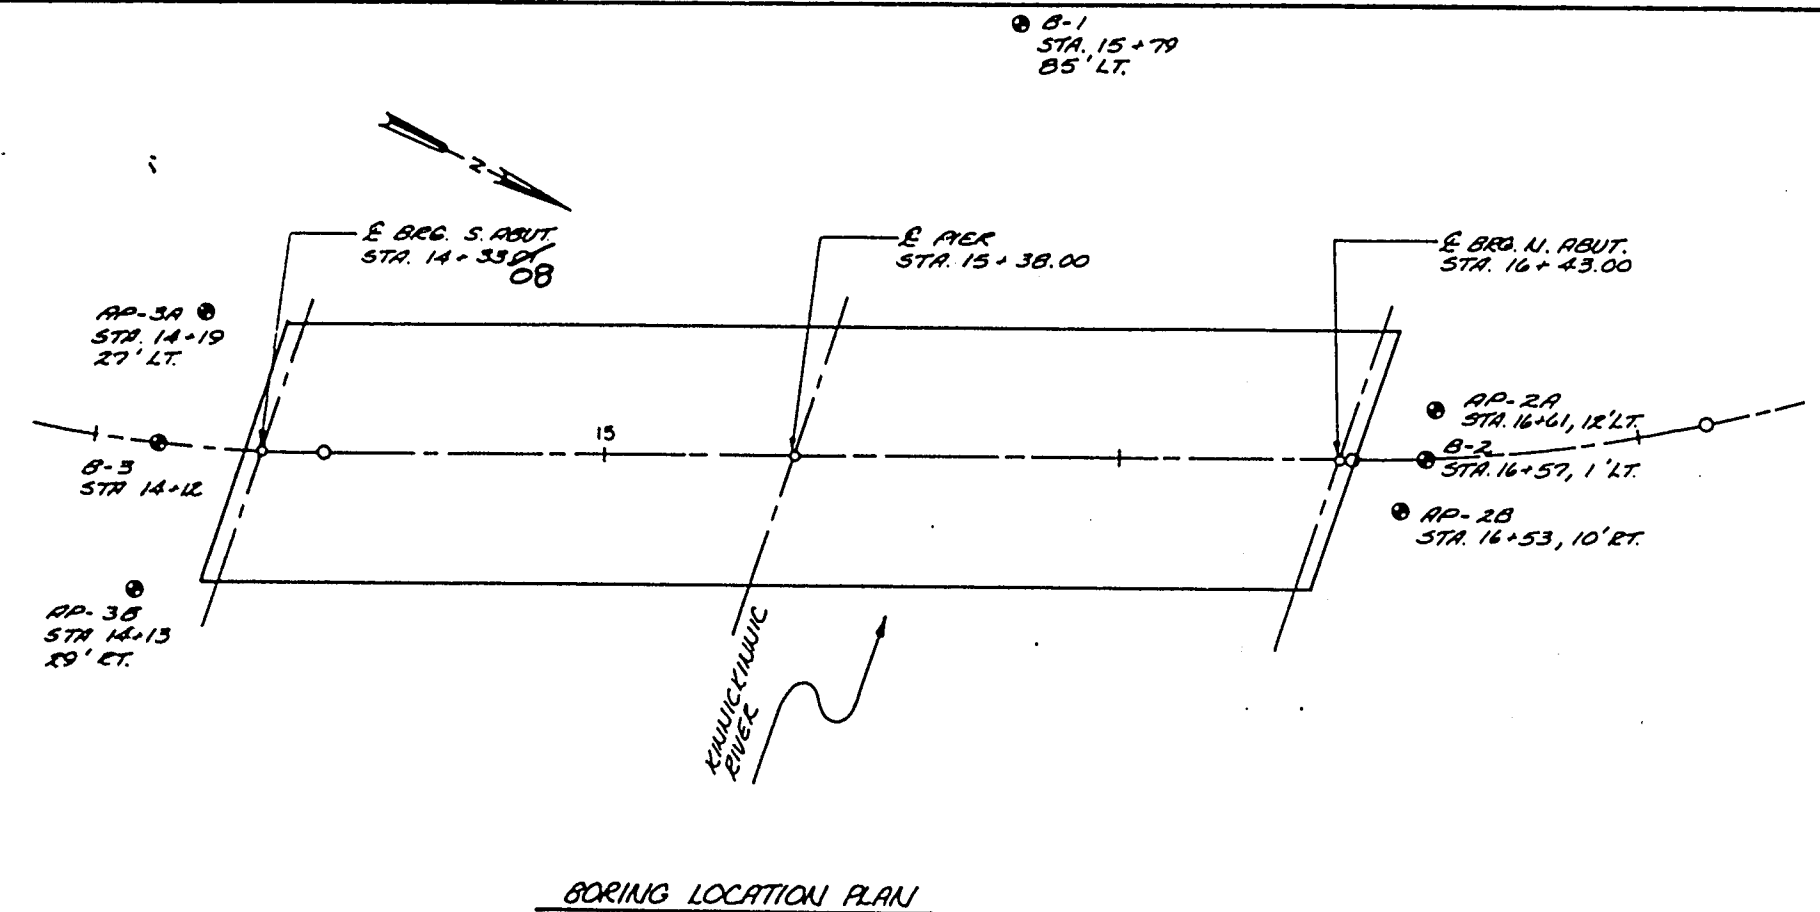 B-1
STA. 15+79
85' LT.
N
℄ BRG. S. ABUT.
STA. 14+33
08
℄ PIER
STA. 15+38.00
℄ BRG. N. ABUT.
STA. 16+43.00
AP-3A
STA. 14+19
27' LT.
15
AP-2A
STA. 16+61, 12' LT.
B-2
STA. 16+57, 1' LT.
B-3
STA 14+12
AP-2B
STA. 16+53, 10' RT.
AP-3B
STA 14+13
29' RT.
KINNICKINNIC
RIVER
BORING LOCATION PLAN